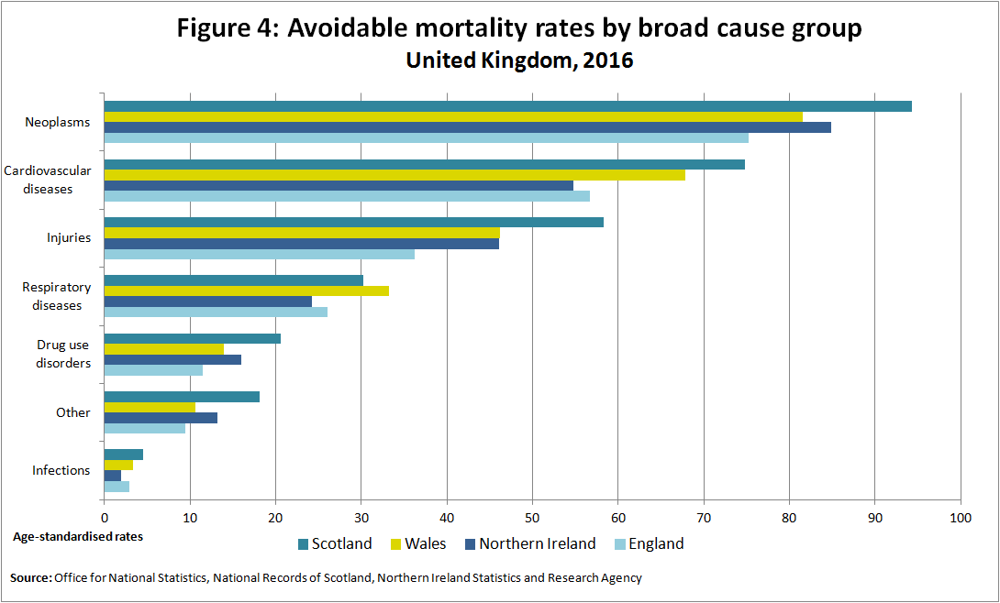 Figure 4: Avoidable mortality rates by broad cause group
United Kingdom, 2016
Neoplasms
Cardiovascular
diseases
Injuries
Respiratory
diseases
Drug use
disorders
Other
Infections
0 10 20 30 40 50 60 70 80 90 100
Age-standardised rates
Scotland Wales Northern Ireland England
Source: Office for National Statistics, National Records of Scotland, Northern Ireland Statistics and Research Agency